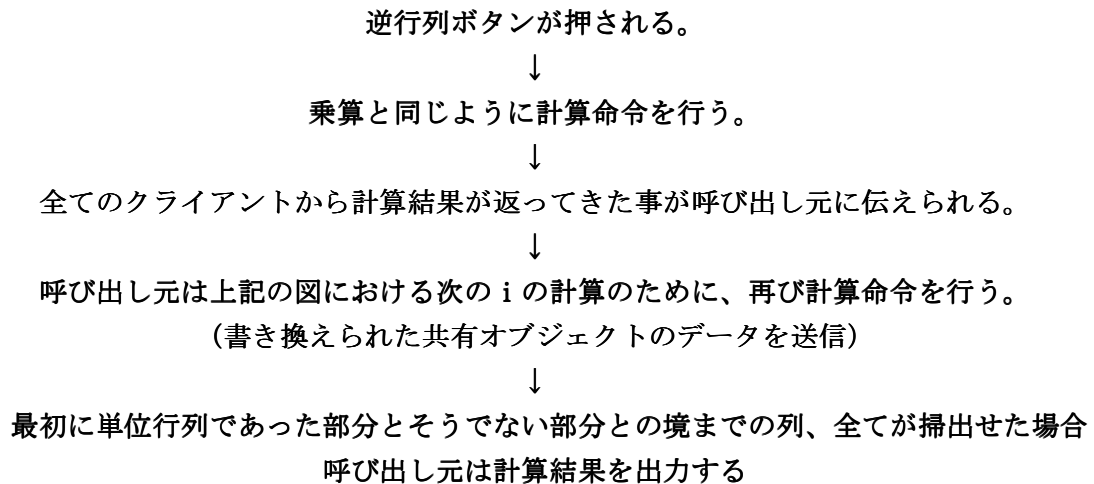 逆行列ボタンが押される。
↓
乗算と同じように計算命令を行う。
↓
全てのクライアントから計算結果が返ってきた事が呼び出し元に伝えられる。
↓
呼び出し元は上記の図における次の i の計算のために、再び計算命令を行う。
（書き換えられた共有オブジェクトのデータを送信）
↓
最初に単位行列であった部分とそうでない部分との境までの列、全てが掃出せた場合
呼び出し元は計算結果を出力する